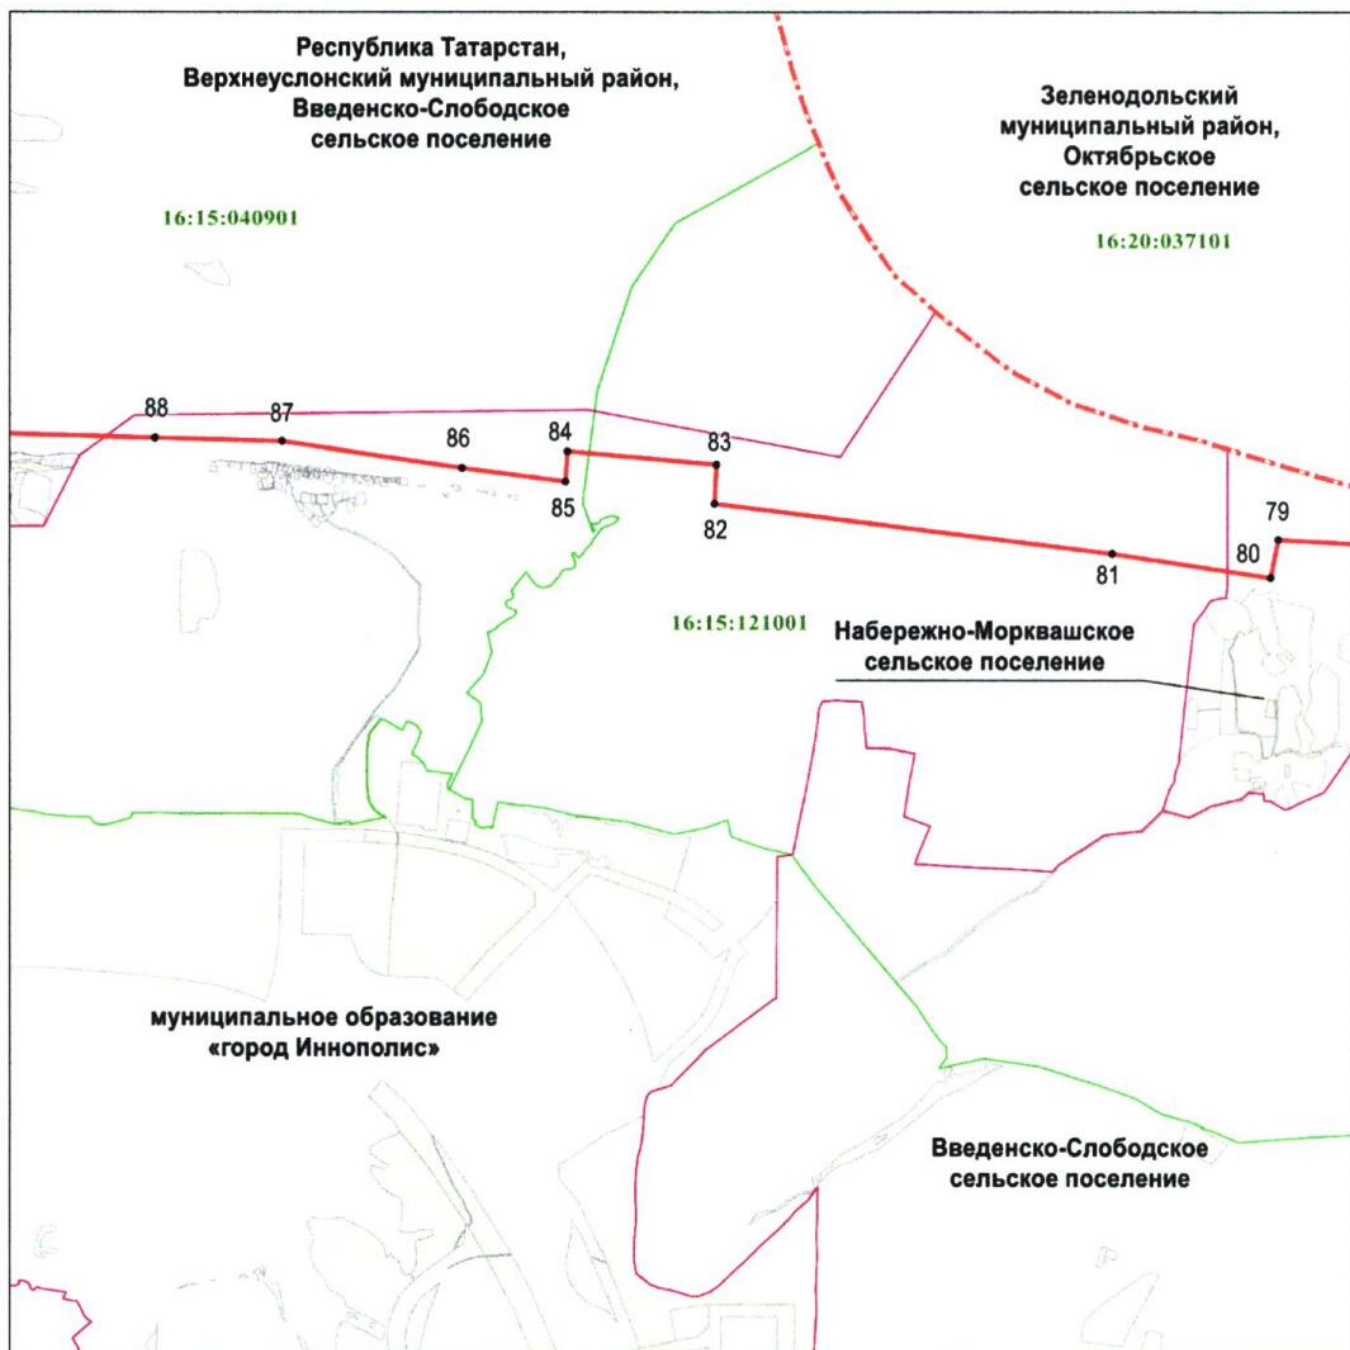 Республика Татарстан,
Верхнеуслонский муниципальный район,
Введенско-Слободское
сельское поселение
Зеленодольский
муниципальный район,
Октябрьское
сельское поселение
16:15:040901
16:20:037101
88
87
86
84
83
85
82
79
80
81
16:15:121001
Набережно-Морквашское
сельское поселение
муниципальное образование
«город Иннополис»
Введенско-Слободское
сельское поселение